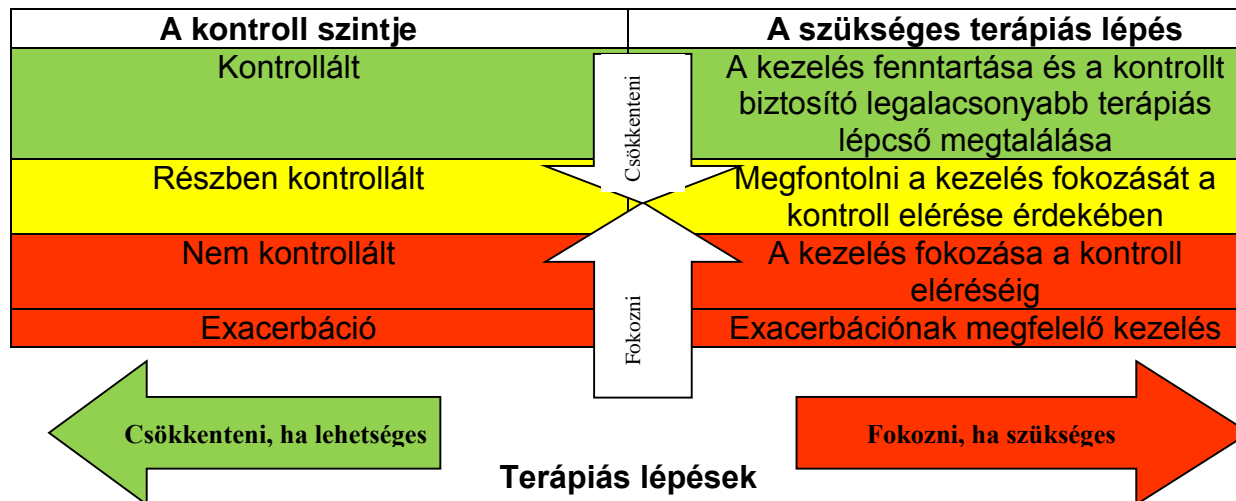 A kontroll szintje
A szükséges terápiás lépés
Kontrollált
A kezelés fenntartása és a kontrollt
biztosító legalacsonyabb terápiás
lépcső megtalálása
Csökkenteni
Részben kontrollált
Megfontolni a kezelés fokozását a
kontroll elérése érdekében
Nem kontrollált
A kezelés fokozása a kontroll
eléréséig
Fokozni
Exacerbáció
Exacerbációnak megfelelő kezelés
Csökkenteni, ha lehetséges
Fokozni, ha szükséges
Terápiás lépések